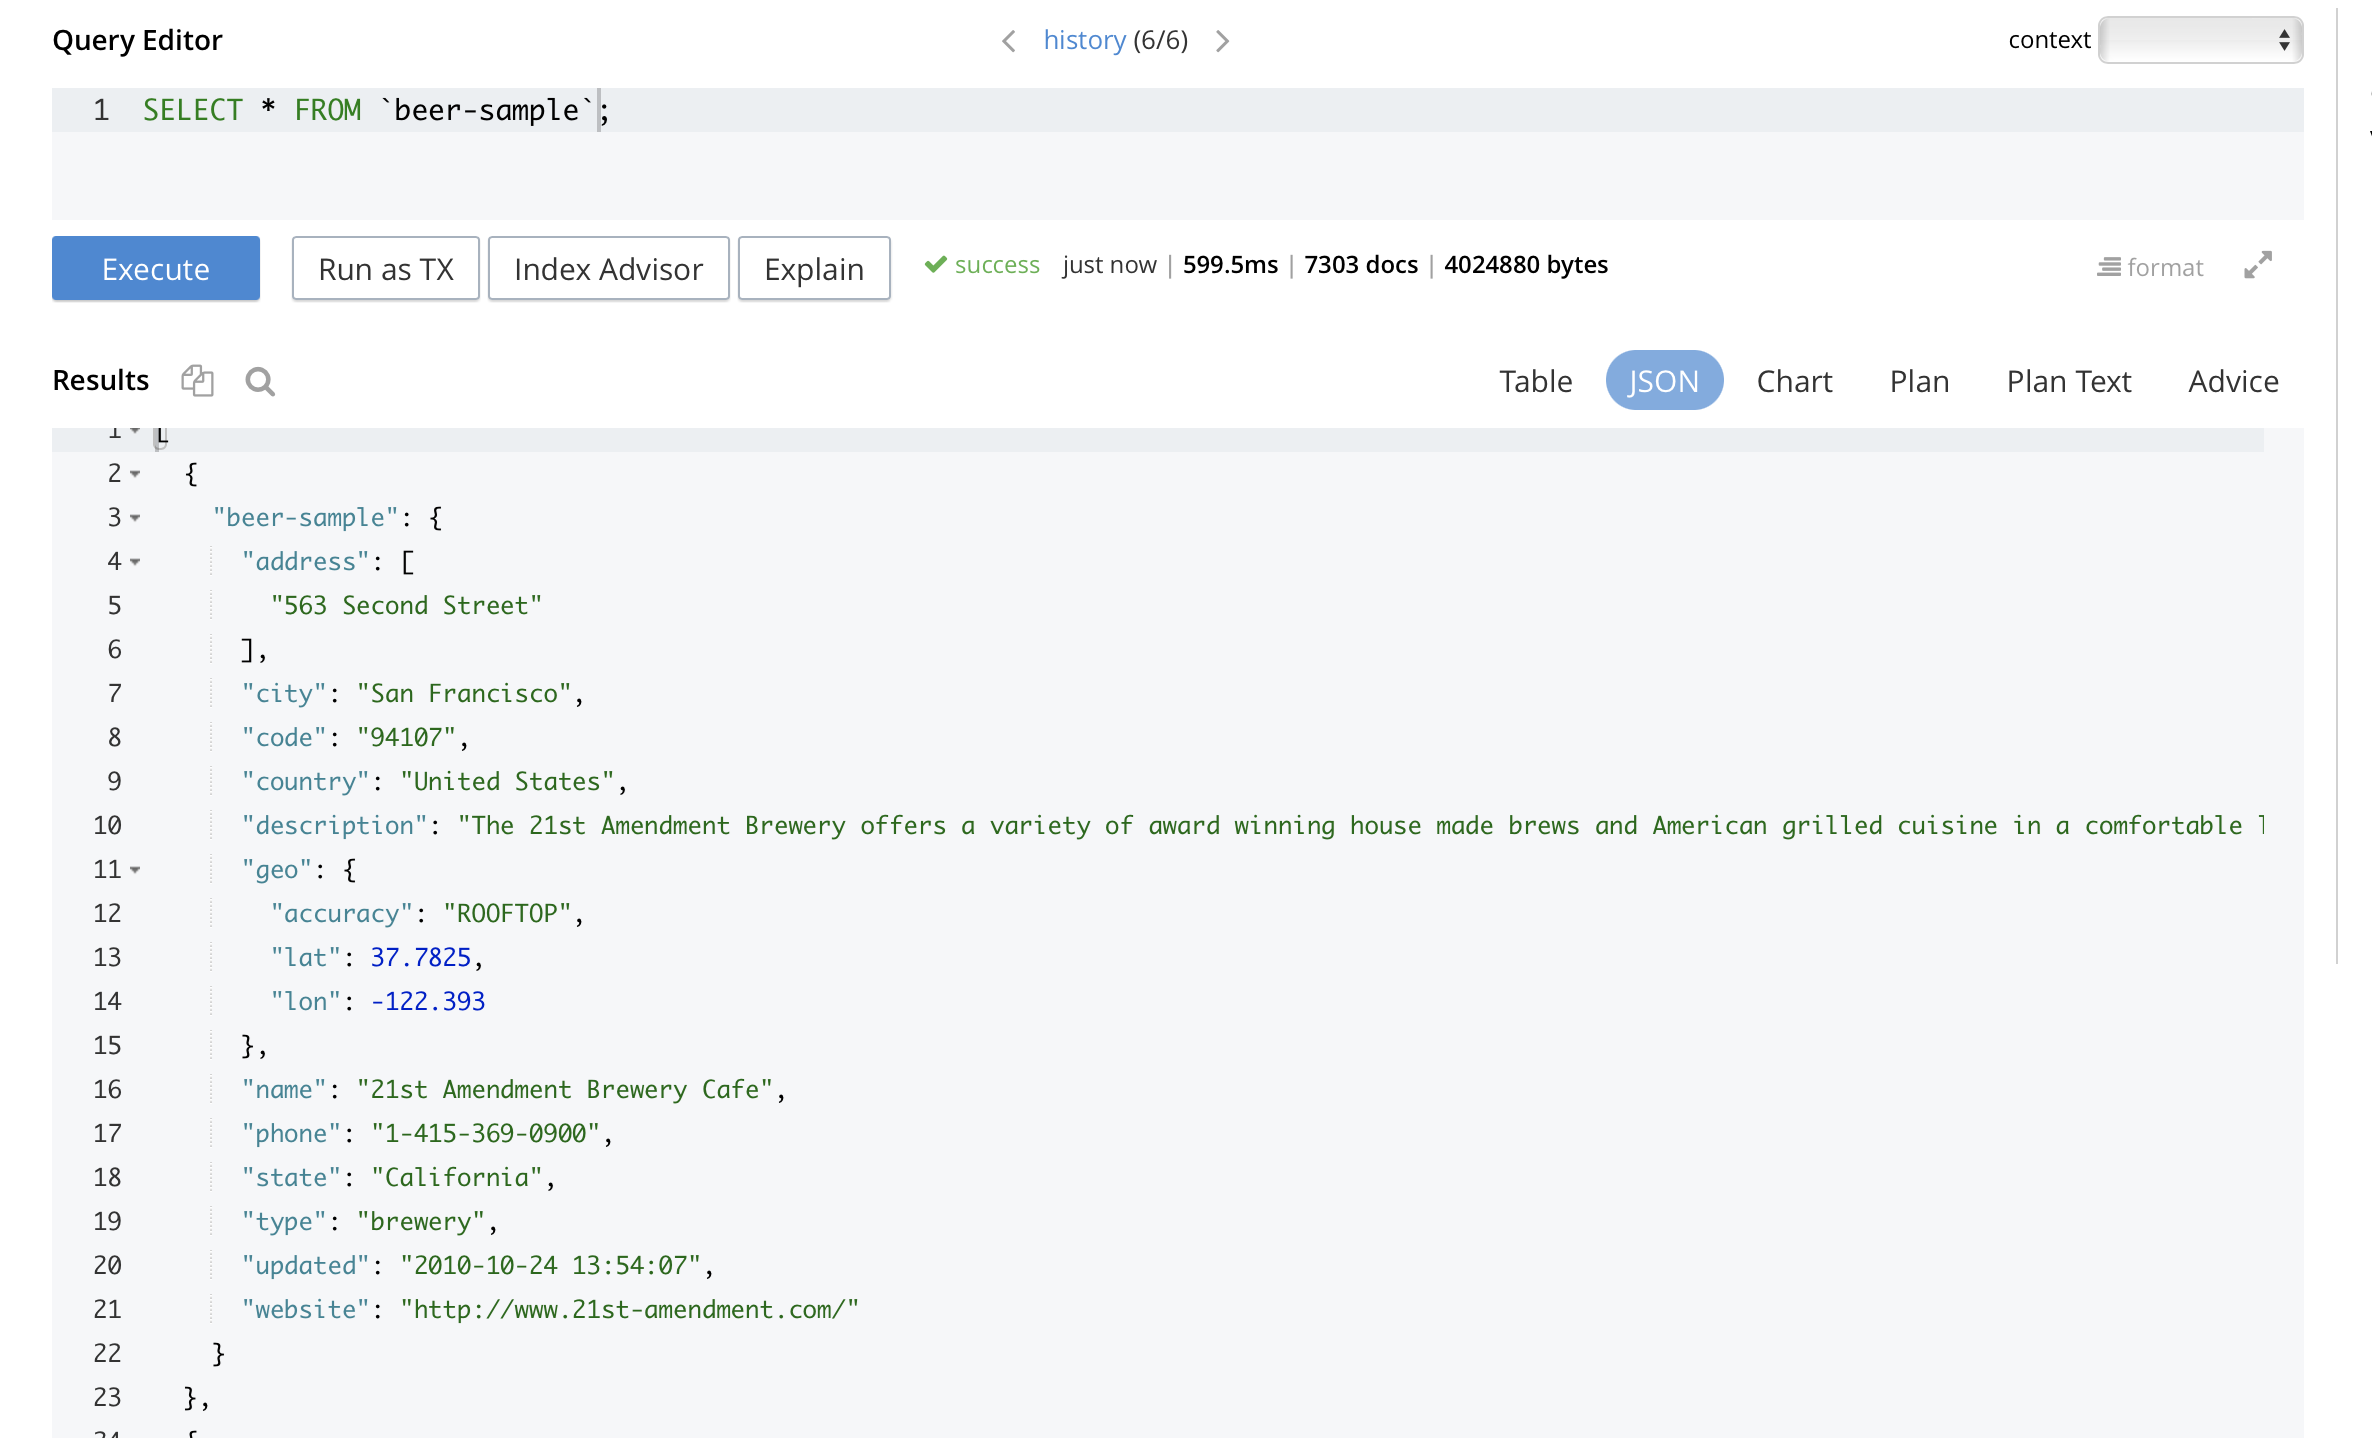 Query Editor
history (6/6)
context
1 SELECT * FROM `beer-sample`;
Execute
Run as TX
Index Advisor
Explain
success just now | 599.5ms | 7303 docs | 4024880 bytes
format
Results
Table JSON Chart Plan Plan Text Advice
1 [
2 {
3 "beer-sample": {
4 "address": [
5 "563 Second Street"
6 ],
7 "city": "San Francisco",
8 "code": "94107",
9 "country": "United States",
10 "description": "The 21st Amendment Brewery offers a variety of award winning house made brews and American grilled cuisine in a comfortable l
11 "geo": {
12 "accuracy": "ROOFTOP",
13 "lat": 37.7825,
14 "lon": -122.393
15 },
16 "name": "21st Amendment Brewery Cafe",
17 "phone": "1-415-369-0900",
18 "state": "California",
19 "type": "brewery",
20 "updated": "2010-10-24 13:54:07",
21 "website": "http://www.21st-amendment.com/"
22 }
23 },
24 {